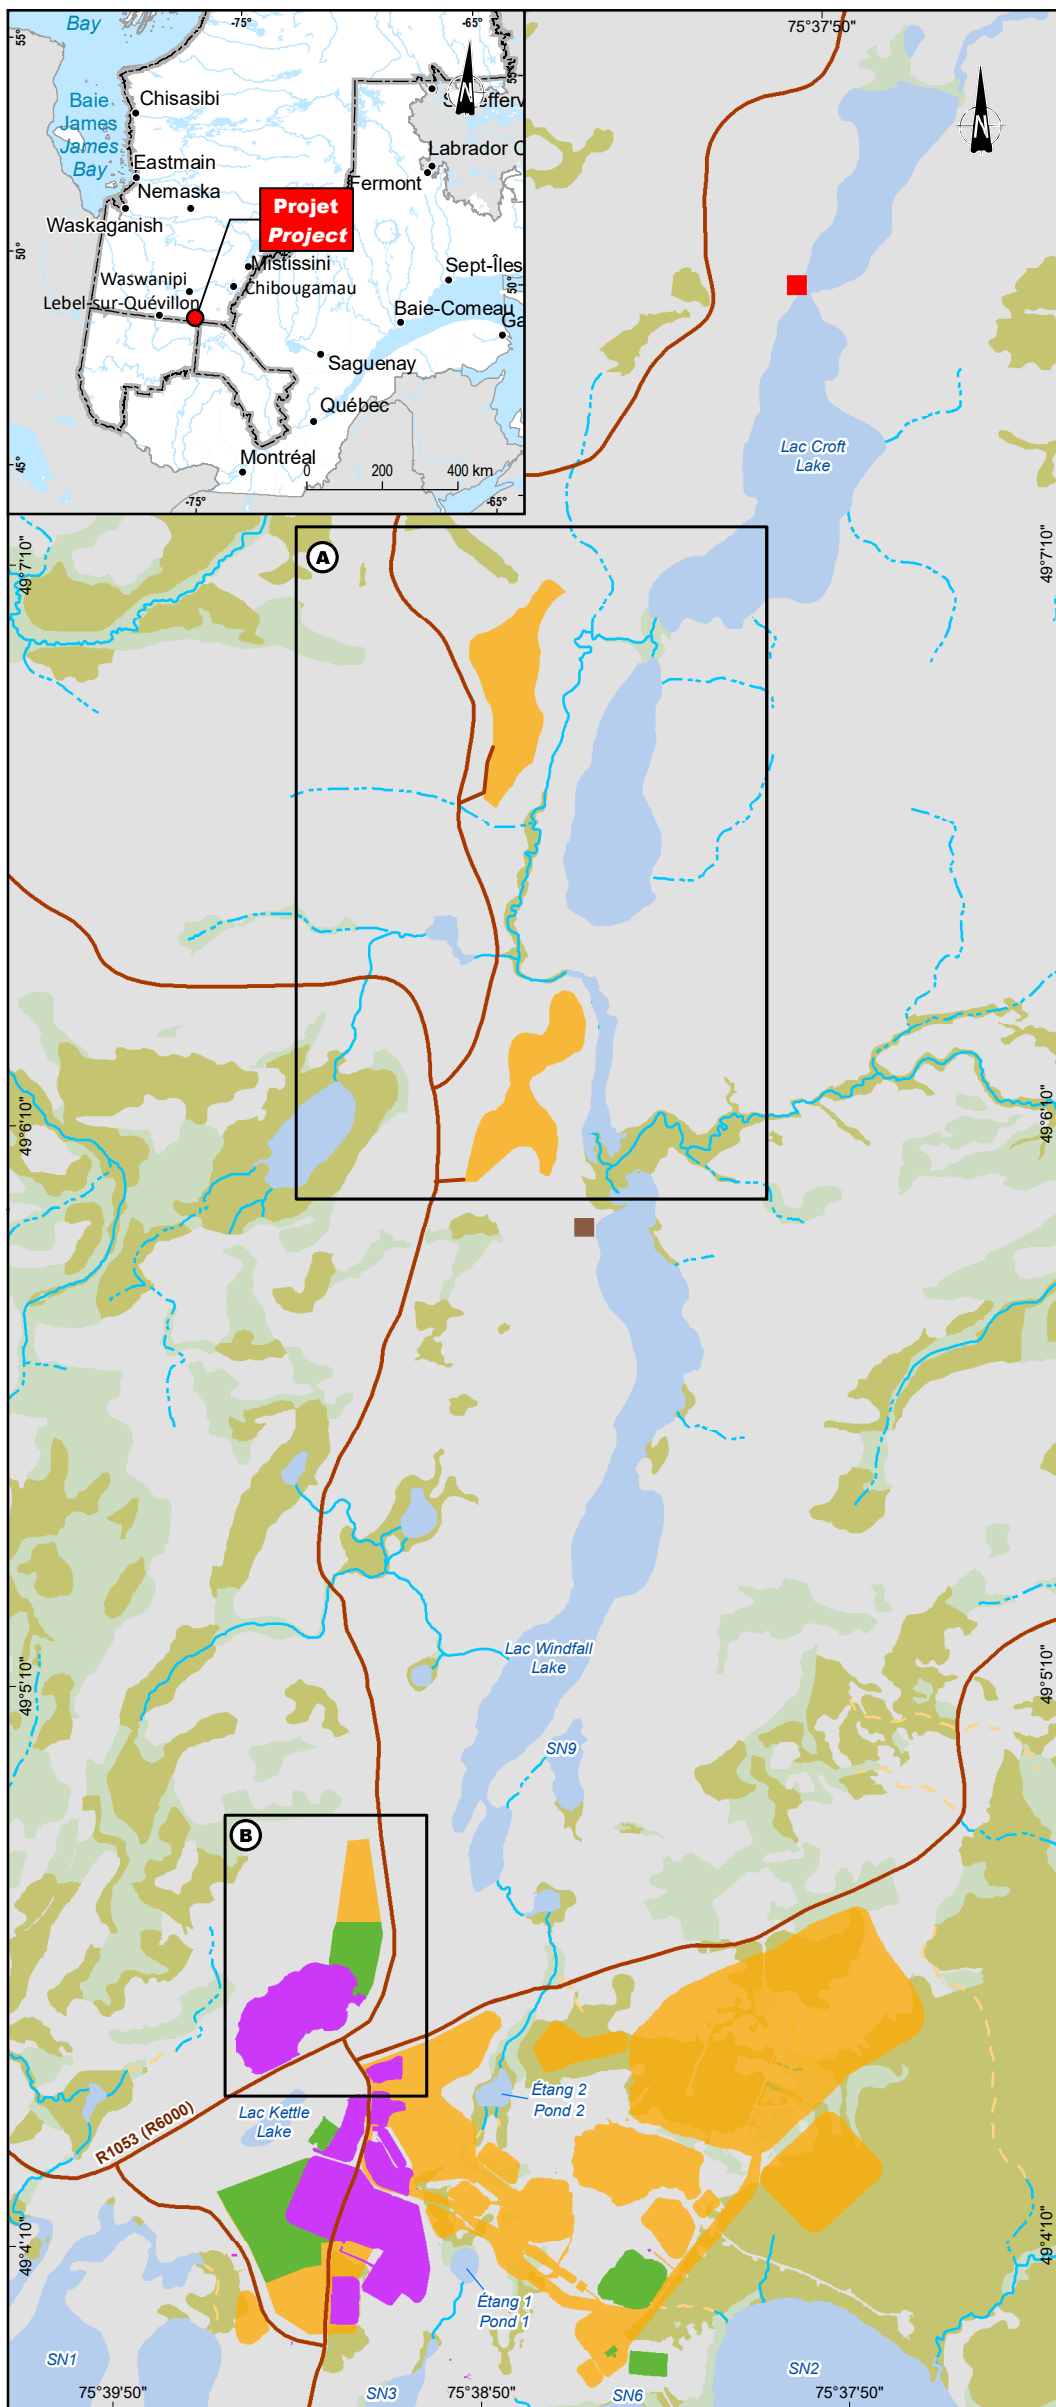 -75°
-65°
75°37'50"
Bay
55°
55°
N
N
Baie
James
James
Bay
Chisasibi
Labrador C
Fermont
Eastmain
Nemaska
Waskaganish
Projet
Project
50°
50°
Mistissini
Sept-Îles
Waswanipi
Chibougamau
Lebel-sur-Quévillon
Baie-Comeau
Ga
Saguenay
Québec
Montréal
0 200 400 km
45°
-75°
-65°
Lac Croft
Lake
A
49°7'10"
49°7'10"
49°6'10"
49°6'10"
Lac Windfall
Lake
49°5'10"
49°5'10"
SN9
B
Étang 2
Pond 2
Lac Kettle
Lake
R1053 (R6000)
49°4'10"
49°4'10"
Étang 1
Pond 1
SN1
SN2
SN3
SN6
75°39'50"
75°38'50"
75°37'50"